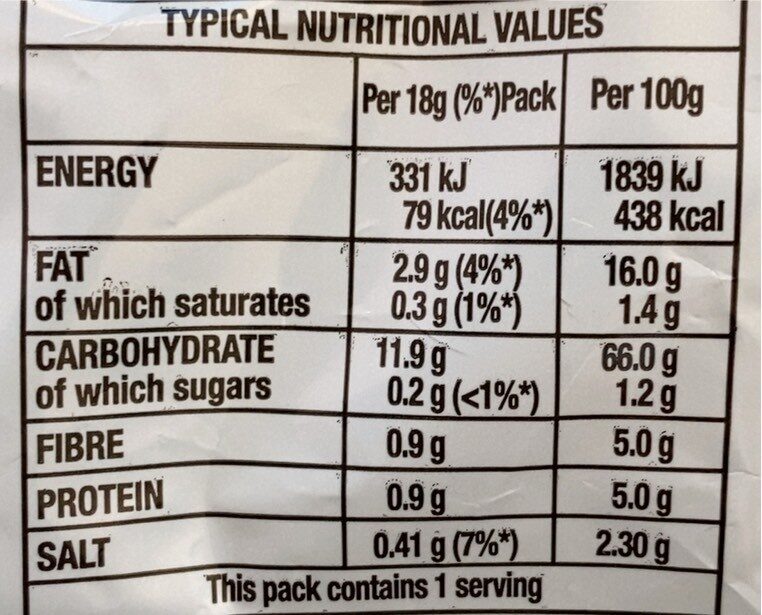 TYPICAL NUTRITIONAL VALUES
Per 18g (%*)Pack Per 100g
ENERGY 331 kJ 1839 kJ
79 kcal(4%*) 438 kcal
FAT 2.9 g (4%*) 16.0 g
of which saturates 0.3 g (1%*) 1.4 g
CARBOHYDRATE 11.9 g 66.0 g
of which sugars 0.2 g (<1%*) 1.2 g
FIBRE 0.9 g 5.0 g
PROTEIN 0.9 g 5.0 g
SALT 0.41 g (7%*) 2.30 g
This pack contains 1 serving